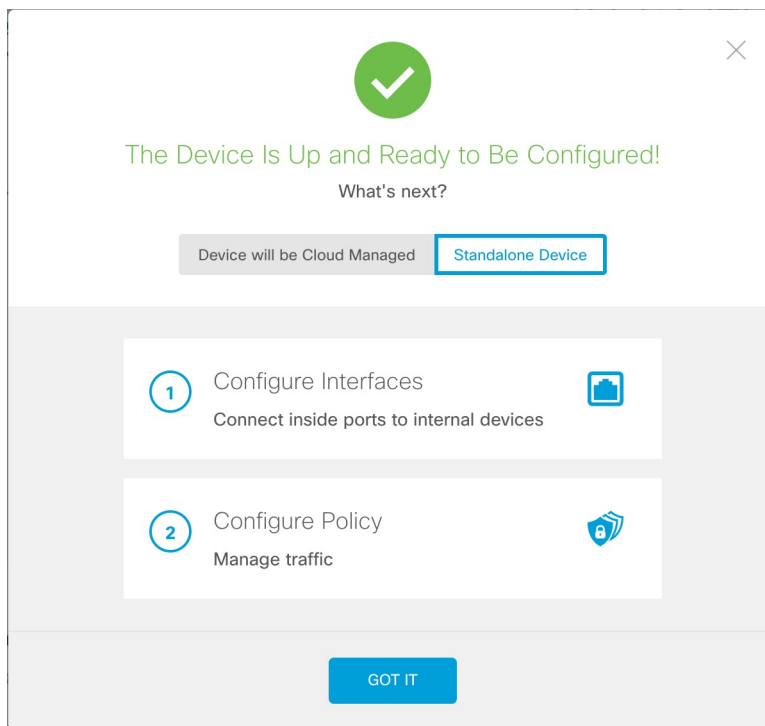 The Device Is Up and Ready to Be Configured!
What's next?
Device will be Cloud Managed
Standalone Device
1
Configure Interfaces
Connect inside ports to internal devices
2
Configure Policy
Manage traffic
GOT IT